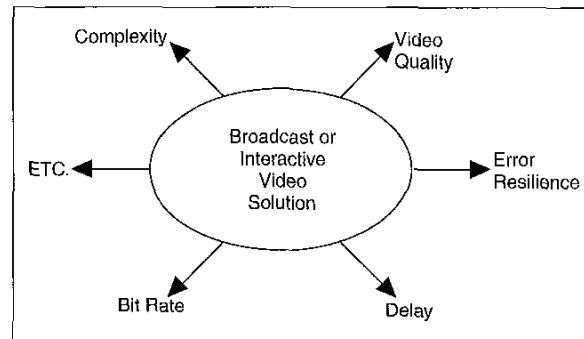 Complexity
Video
Quality
Broadcast or
Interactive
Video
Solution
ETC.
Error
Resilience
Bit Rate
Delay